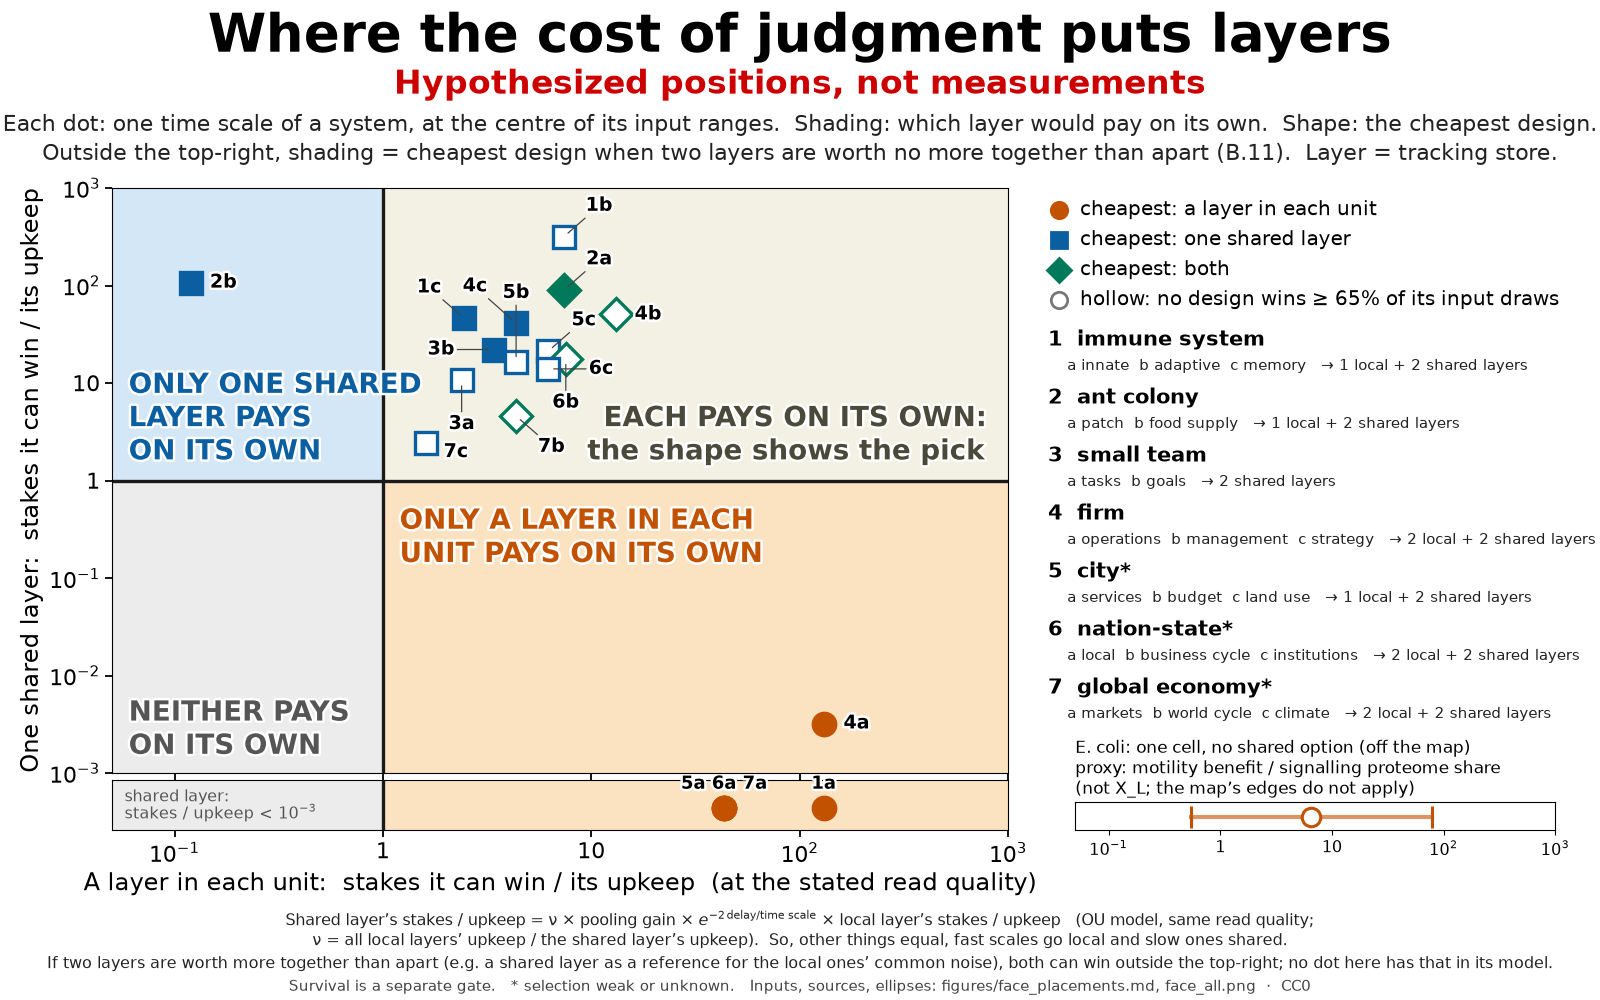 Where the cost of judgment puts layers
Hypothesized positions, not measurements
Each dot: one time scale of a system, at the centre of its input ranges.  Shading: which layer would pay on its own.  Shape: the cheapest design.
Outside the top-right, shading = cheapest design when two layers are worth no more together than apart (B.11).  Layer = tracking store.
One shared layer:  stakes it can win / its upkeep
10³
10²
10
1
10⁻¹
10⁻²
10⁻³
1b
2a
2b
1c
4c
5b
4b
5c
3b
6c
6b
3a
7b
7c
ONLY ONE SHARED
LAYER PAYS
ON ITS OWN
EACH PAYS ON ITS OWN:
the shape shows the pick
ONLY A LAYER IN EACH
UNIT PAYS ON ITS OWN
NEITHER PAYS
ON ITS OWN
4a
5a 6a 7a
1a
shared layer:
stakes / upkeep < 10⁻³
10⁻¹
1
10
10²
10³
A layer in each unit:  stakes it can win / its upkeep  (at the stated read quality)
cheapest: a layer in each unit
cheapest: one shared layer
cheapest: both
hollow: no design wins ≥ 65% of its input draws
1  immune system
a innate  b adaptive  c memory   → 1 local + 2 shared layers
2  ant colony
a patch  b food supply   → 1 local + 2 shared layers
3  small team
a tasks  b goals   → 2 shared layers
4  firm
a operations  b management  c strategy   → 2 local + 2 shared layers
5  city*
a services  b budget  c land use   → 1 local + 2 shared layers
6  nation-state*
a local  b business cycle  c institutions   → 2 local + 2 shared layers
7  global economy*
a markets  b world cycle  c climate   → 2 local + 2 shared layers
E. coli: one cell, no shared option (off the map)
proxy: motility benefit / signalling proteome share
(not X_L; the map’s edges do not apply)
10⁻¹
1
10
10²
10³
Shared layer’s stakes / upkeep = ν × pooling gain × e⁻² ᵈᵉˡᵃʸ/ᵗⁱᵐᵉ ˢᶜᵃˡᵉ × local layer’s stakes / upkeep   (OU model, same read quality;
ν = all local layers’ upkeep / the shared layer’s upkeep).  So, other things equal, fast scales go local and slow ones shared.
If two layers are worth more together than apart (e.g. a shared layer as a reference for the local ones’ common noise), both can win outside the top-right; no dot here has that in its model.
Survival is a separate gate.   * selection weak or unknown.   Inputs, sources, ellipses: figures/face_placements.md, face_all.png  ·  CC0